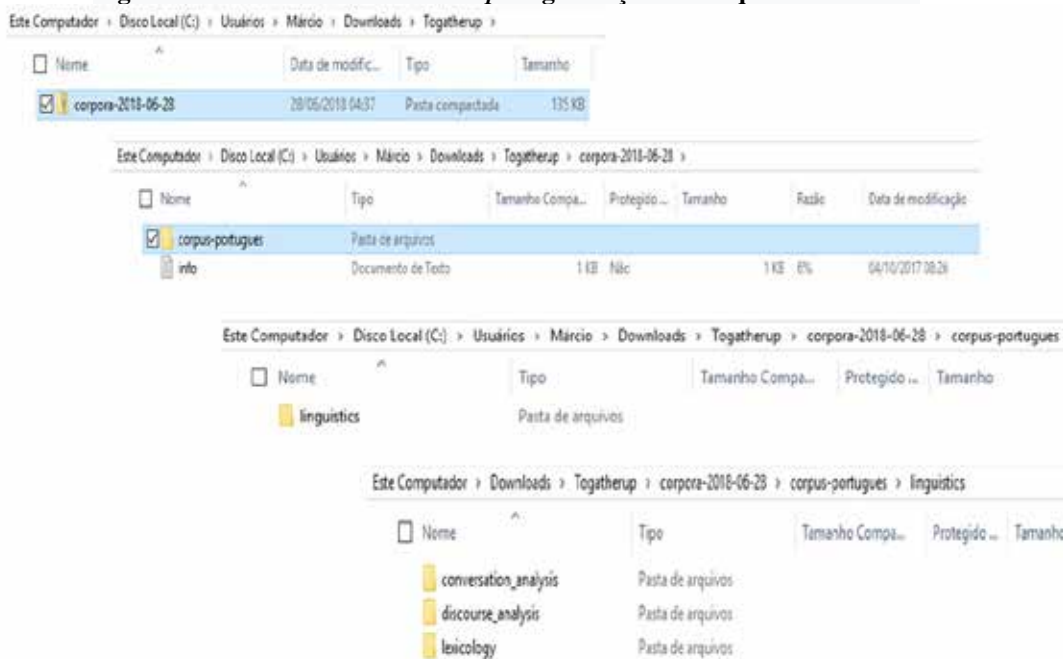 Este Computador › Disco Local (C:) › Usuários › Márcio › Downloads › Togatherup ›
Nome Data de modific... Tipo Tamanho
corpora-2018-06-28 28/06/2018 04:37 Pasta compactada 135 KB
Este Computador › Disco Local (C:) › Usuários › Márcio › Downloads › Togatherup › corpora-2018-06-28 ›
Nome Tipo Tamanho Compa... Protegido ... Tamanho Razão Data de modificação
corpus-portugues Pasta de arquivos
info Documento de Texto 1 KB Não 1 KB 6% 04/10/2017 08:26
Este Computador › Disco Local (C:) › Usuários › Márcio › Downloads › Togatherup › corpora-2018-06-28 › corpus-portugues
Nome Tipo Tamanho Compa... Protegido ... Tamanho
linguistics Pasta de arquivos
Este Computador › Downloads › Togatherup › corpora-2018-06-28 › corpus-portugues › linguistics
Nome Tipo Tamanho Compa... Protegido ... Tamanho
conversation_analysis Pasta de arquivos
discourse_analysis Pasta de arquivos
lexicology Pasta de arquivos